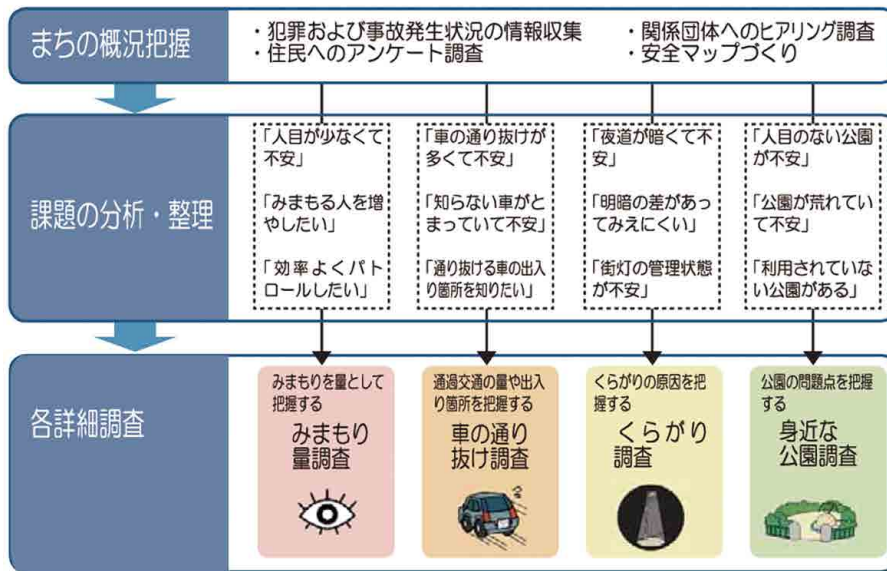 まちの概況把握
・犯罪および事故発生状況の情報収集
・住民へのアンケート調査
・関係団体へのヒアリング調査
・安全マップづくり
課題の分析・整理
「人目が少なくて
不安」
「みまもる人を増
やしたい」
「効率よくパト
ロールしたい」
「車の通り抜けが
多くて不安」
「知らない車がと
まっていて不安」
「通り抜ける車の出入
り箇所を知りたい」
「夜道が暗くて不
安」
「明暗の差があっ
てみえにくい」
「街灯の管理状態
が不安」
「人目のない公園
が不安」
「公園が荒れてい
て不安」
「利用されていな
い公園がある」
各詳細調査
みまもりを量として
把握する
みまもり
量調査
通過交通の量や出入
り箇所を把握する
車の通り
抜け調査
くらがりの原因を把
握する
くらがり
調査
公園の問題点を把握
する
身近な
公園調査